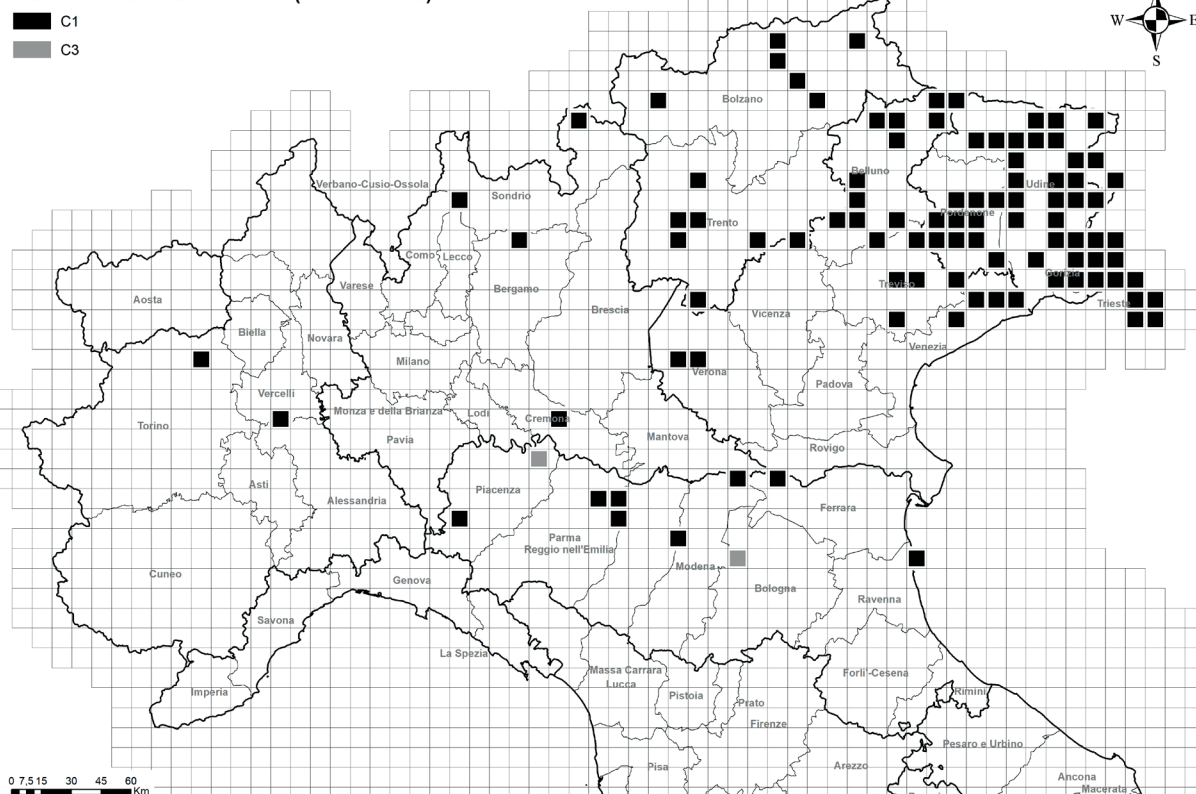 C1
C3
W E
S
Bolzano
Belluno
Udine
Verbano-Cusio-Ossola
Sondrio
Trento
Pordenone
Como
Lecco
Gorizia
Varese
Bergamo
Treviso
Aosta
Trieste
Brescia
Vicenza
Biella
Novara
Venezia
Milano
Verona
Padova
Vercelli
Monza e della Brianza
Lodi
Cremona
Torino
Pavia
Mantova
Rovigo
Asti
Piacenza
Alessandria
Ferrara
Parma
Reggio nell'Emilia
Modena
Cuneo
Genova
Bologna
Ravenna
Savona
La Spezia
Massa Carrara
Forli'-Cesena
Lucca
Imperia
Pistoia
Rimini
Prato
Firenze
Pesaro e Urbino
Pisa
Arezzo
Ancona
Macerata
0 7,5 15 30 45 60
Km